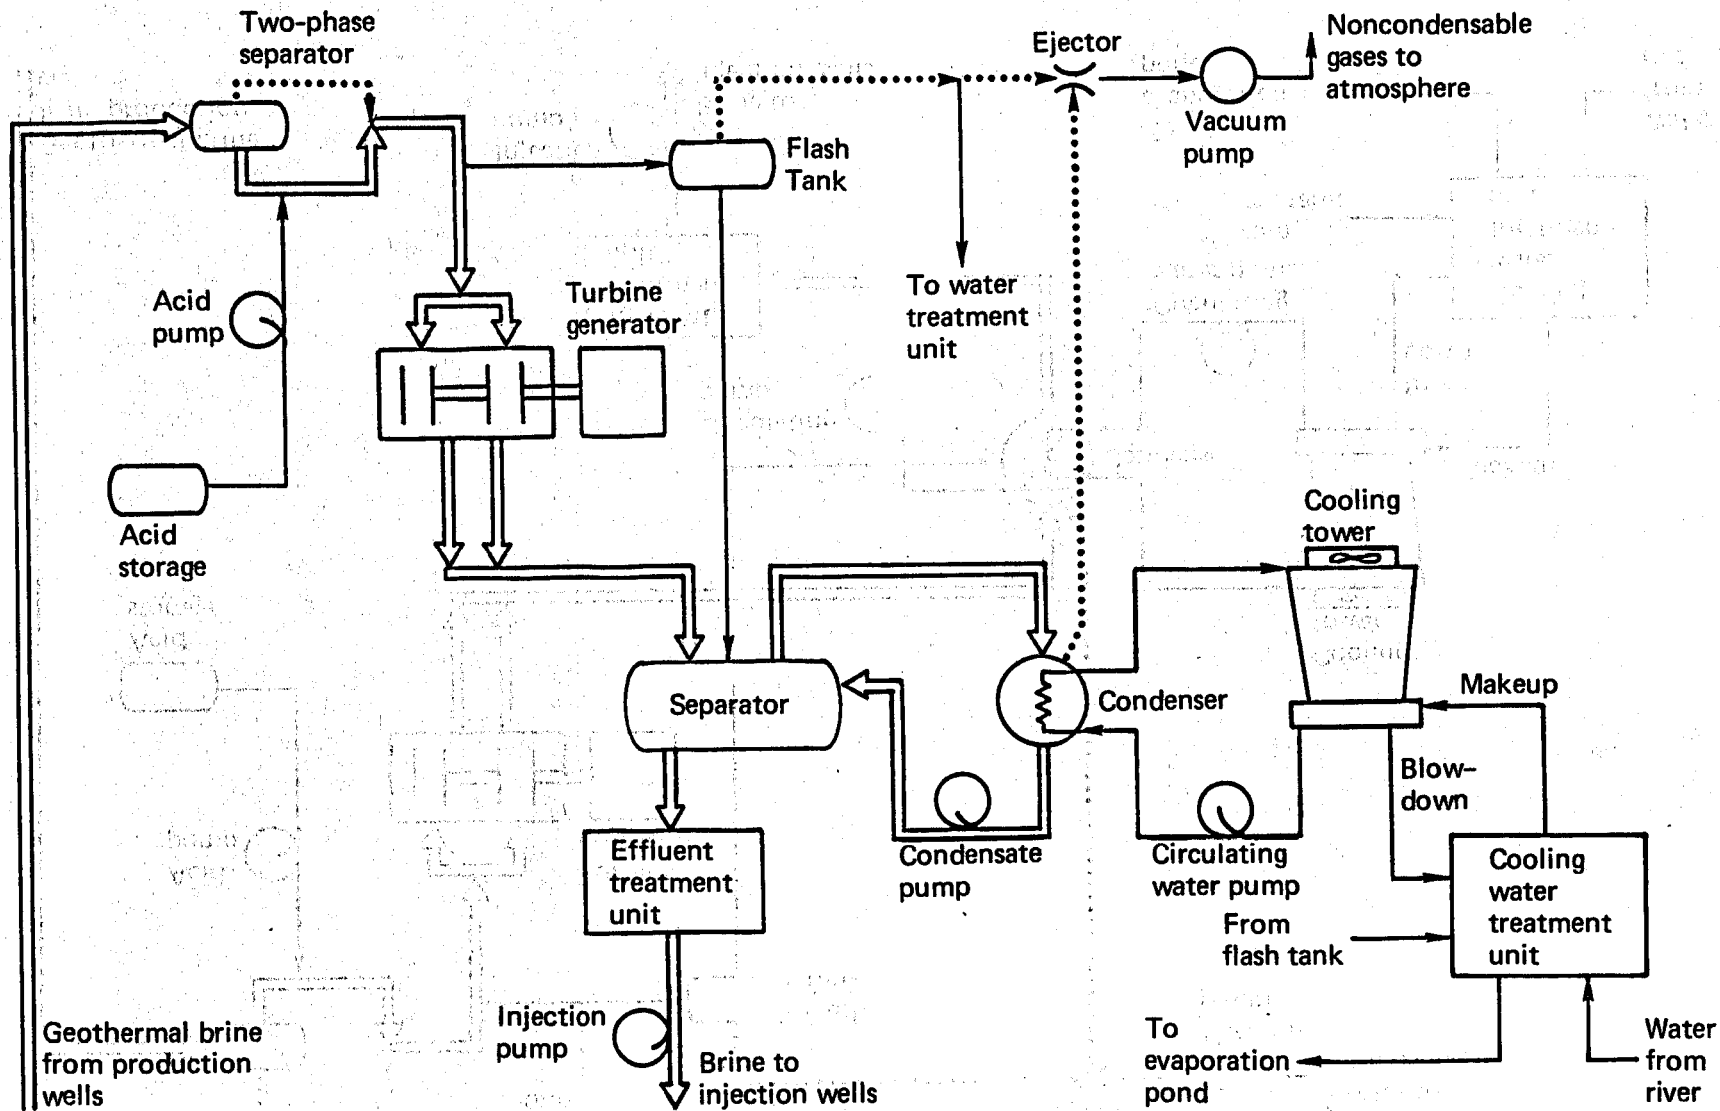 Two-phase
separator
Ejector
Noncondensable
gases to
atmosphere
Vacuum
pump
Flash
Tank
To water
treatment
unit
Acid
pump
Turbine
generator
Acid
storage
Cooling
tower
Separator
Condenser
Makeup
Blow-
down
Effluent
treatment
unit
Condensate
pump
Circulating
water pump
Cooling
water
treatment
unit
From
flash tank
Injection
pump
Brine to
injection wells
Geothermal brine
from production
wells
To
evaporation
pond
Water
from
river